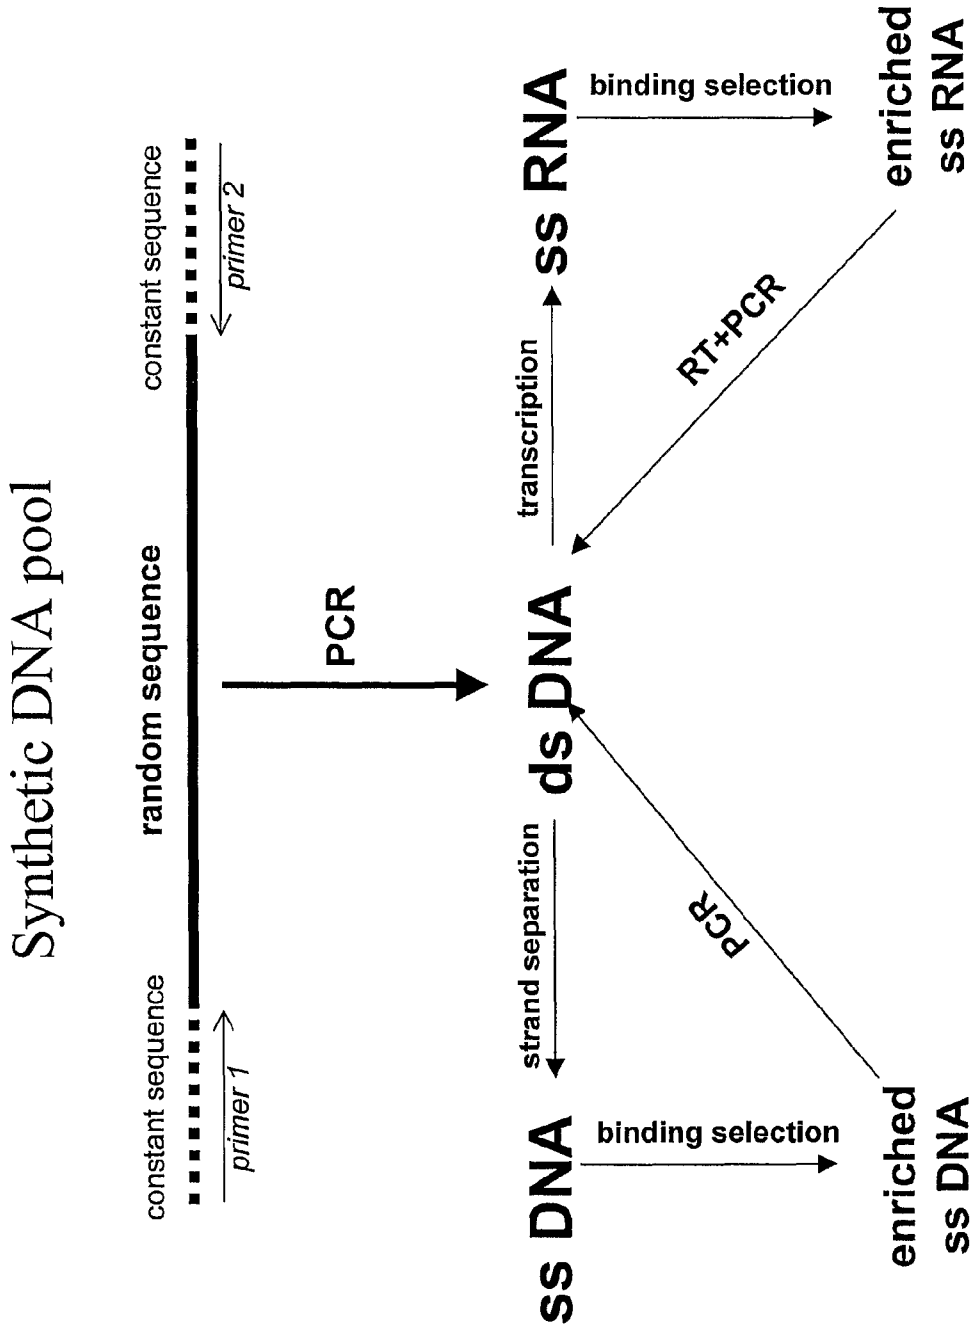 Synthetic DNA pool
constant sequence
random sequence
constant sequence
primer 1
primer 2
PCR
ss DNA
strand separation
ds DNA
transcription
ss RNA
binding selection
PCR
RT+PCR
binding selection
enriched
ss DNA
enriched
ss RNA